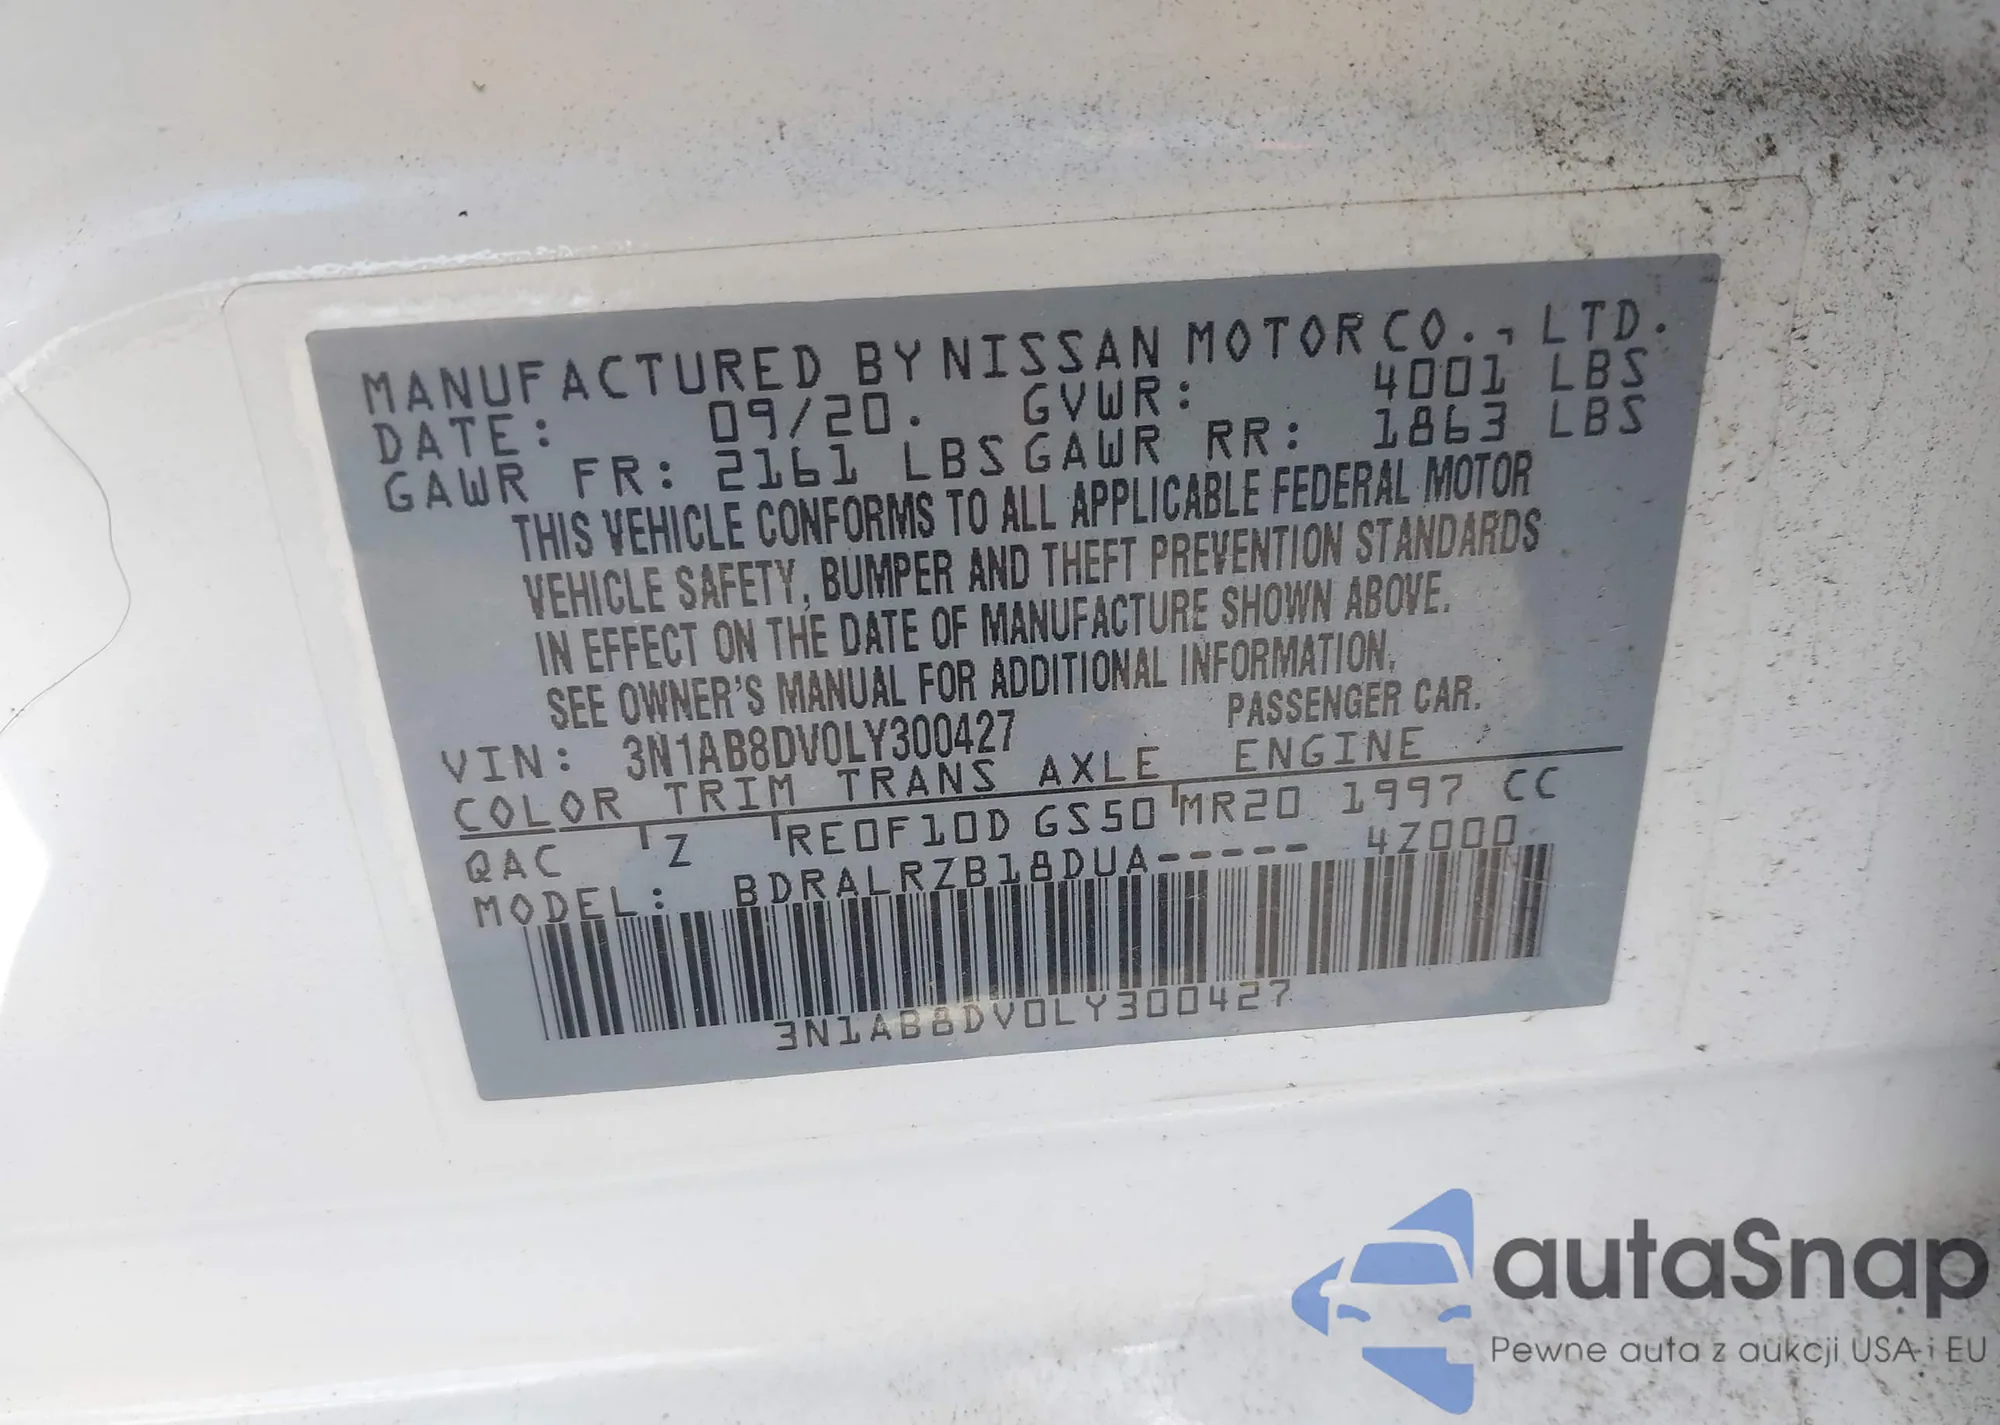 MANUFACTURED BY NISSAN MOTOR CO., LTD.
DATE: 09/20. GVWR: 4001 LBS
GAWR FR: 2161 LBS GAWR RR: 1863 LBS
THIS VEHICLE CONFORMS TO ALL APPLICABLE FEDERAL MOTOR
VEHICLE SAFETY, BUMPER AND THEFT PREVENTION STANDARDS
IN EFFECT ON THE DATE OF MANUFACTURE SHOWN ABOVE.
SEE OWNER'S MANUAL FOR ADDITIONAL INFORMATION.
VIN: 3N1AB8DV0LY300427 PASSENGER CAR.
COLOR TRIM TRANS AXLE ENGINE
QAC Z RE0F10D GS50 MR20 1997 CC
MODEL: BDRALRZB18DUA----- 4Z000
3N1AB8DV0LY300427
autaSnap
Pewne auta z aukcji USA i EU